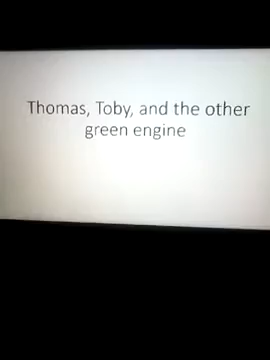 Thomas, Toby, and the other
green engine